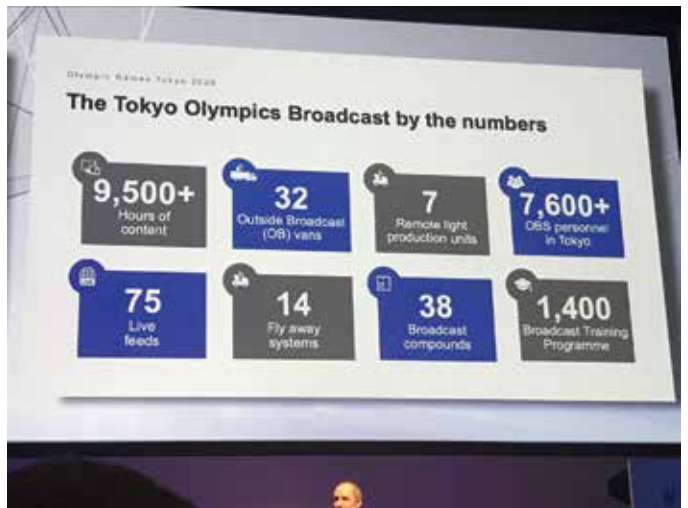 Olympic Games Tokyo 2020
The Tokyo Olympics Broadcast by the numbers
9,500+
Hours of
content
32
Outside Broadcast
(OB) vans
7
Remote light
production units
7,600+
OBS personnel
in Tokyo
75
Live
feeds
14
Fly away
systems
38
Broadcast
compounds
1,400
Broadcast Training
Programme